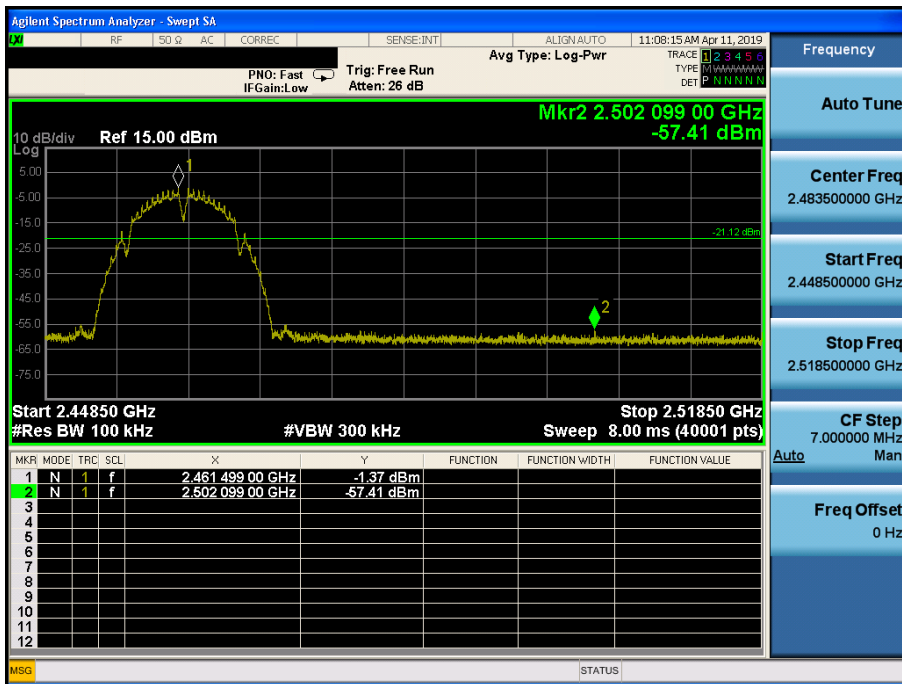 Agilent Spectrum Analyzer - Swept SA
LXI RF 50 Ω AC CORREC SENSE:INT ALIGN AUTO 11:08:15 AM Apr 11, 2019
PNO: Fast IFGain:Low
Trig: Free Run Atten: 26 dB
Avg Type: Log-Pwr
TRACE 1 2 3 4 5 6
TYPE M W W W W W
DET P N N N N N
Mkr2 2.502 099 00 GHz
-57.41 dBm
10 dB/div Ref 15.00 dBm
Log
5.00
-5.00
-15.0
-25.0
-35.0
-45.0
-55.0
-65.0
-75.0
1
-21.12 dBm
2
Start 2.44850 GHz Stop 2.51850 GHz
#Res BW 100 kHz #VBW 300 kHz Sweep 8.00 ms (40001 pts)
MKR MODE TRC SCL X Y FUNCTION FUNCTION WIDTH FUNCTION VALUE
1 N 1 f 2.461 499 00 GHz -1.37 dBm
2 N 1 f 2.502 099 00 GHz -57.41 dBm
3
4
5
6
7
8
9
10
11
12
MSG STATUS
Frequency
Auto Tune
Center Freq
2.483500000 GHz
Start Freq
2.448500000 GHz
Stop Freq
2.518500000 GHz
CF Step
7.000000 MHz
Auto Man
Freq Offset
0 Hz